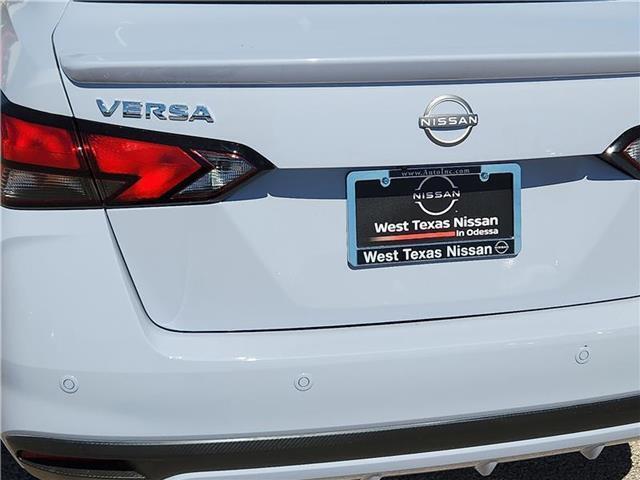 VERSA
NISSAN
www.AutoInc.com
NISSAN
West Texas Nissan
In Odessa
West Texas Nissan